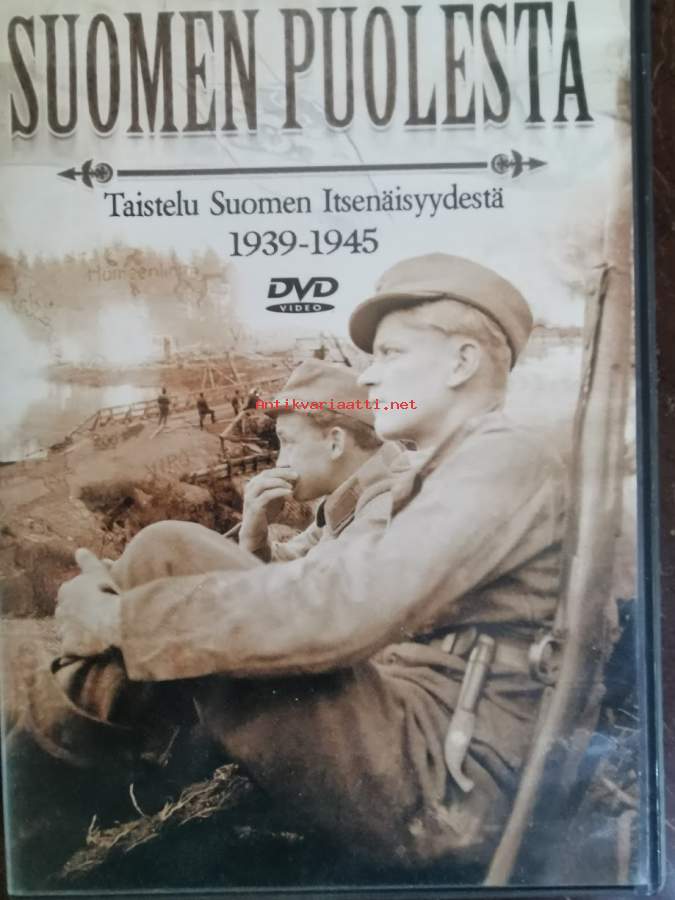 SUOMEN PUOLESTA
Taistelu Suomen Itsenäisyydestä
1939-1945
DVD
VIDEO
Antikvariaatti.net